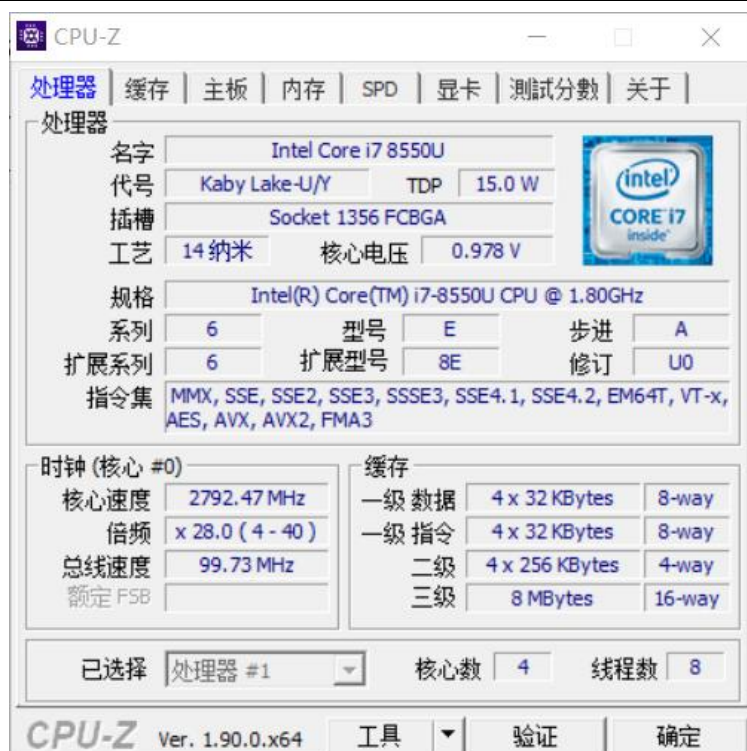 CPU-Z
处理器 缓存 主板 内存 SPD 显卡 測試分數 关于
处理器
名字 Intel Core i7 8550U
代号 Kaby Lake-U/Y TDP 15.0 W
插槽 Socket 1356 FCBGA
工艺 14 纳米 核心电压 0.978 V
(intel)
CORE i7
inside
规格 Intel(R) Core(TM) i7-8550U CPU @ 1.80GHz
系列 6 型号 E 步进 A
扩展系列 6 扩展型号 8E 修订 U0
指令集 MMX, SSE, SSE2, SSE3, SSSE3, SSE4.1, SSE4.2, EM64T, VT-x,
AES, AVX, AVX2, FMA3
时钟 (核心 #0) 缓存
核心速度 2792.47 MHz 一级 数据 4 x 32 KBytes 8-way
倍频 x 28.0 ( 4 - 40 ) 一级 指令 4 x 32 KBytes 8-way
总线速度 99.73 MHz 二级 4 x 256 KBytes 4-way
额定 FSB 三级 8 MBytes 16-way
已选择 处理器 #1 核心数 4 线程数 8
CPU-Z Ver. 1.90.0.x64 工具 验证 确定